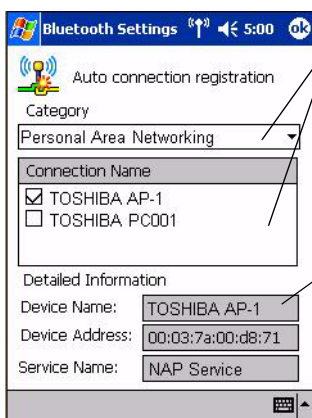 Bluetooth Settings 5:00 ok
Auto connection registration
Category
Personal Area Networking
Connection Name
TOSHIBA AP-1
TOSHIBA PC001
Detailed Information
Device Name: TOSHIBA AP-1
Device Address: 00:03:7a:00:d8:71
Service Name: NAP Service